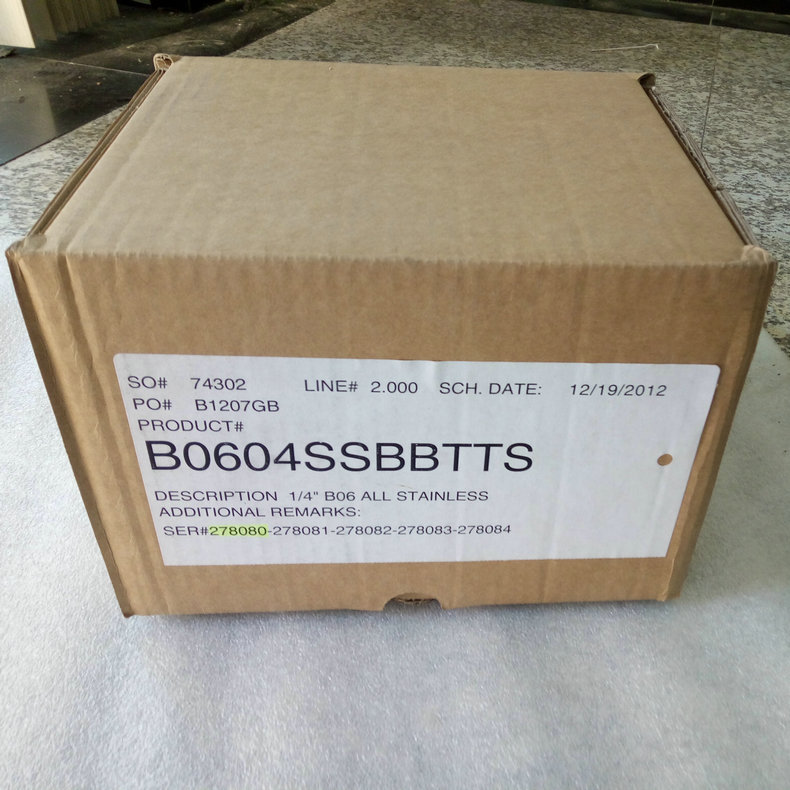 SO# 74302 LINE# 2.000 SCH. DATE: 12/19/2012
PO# B1207GB
PRODUCT#
B0604SSBBTTS
DESCRIPTION 1/4" B06 ALL STAINLESS
ADDITIONAL REMARKS:
SER#278080-278081-278082-278083-278084